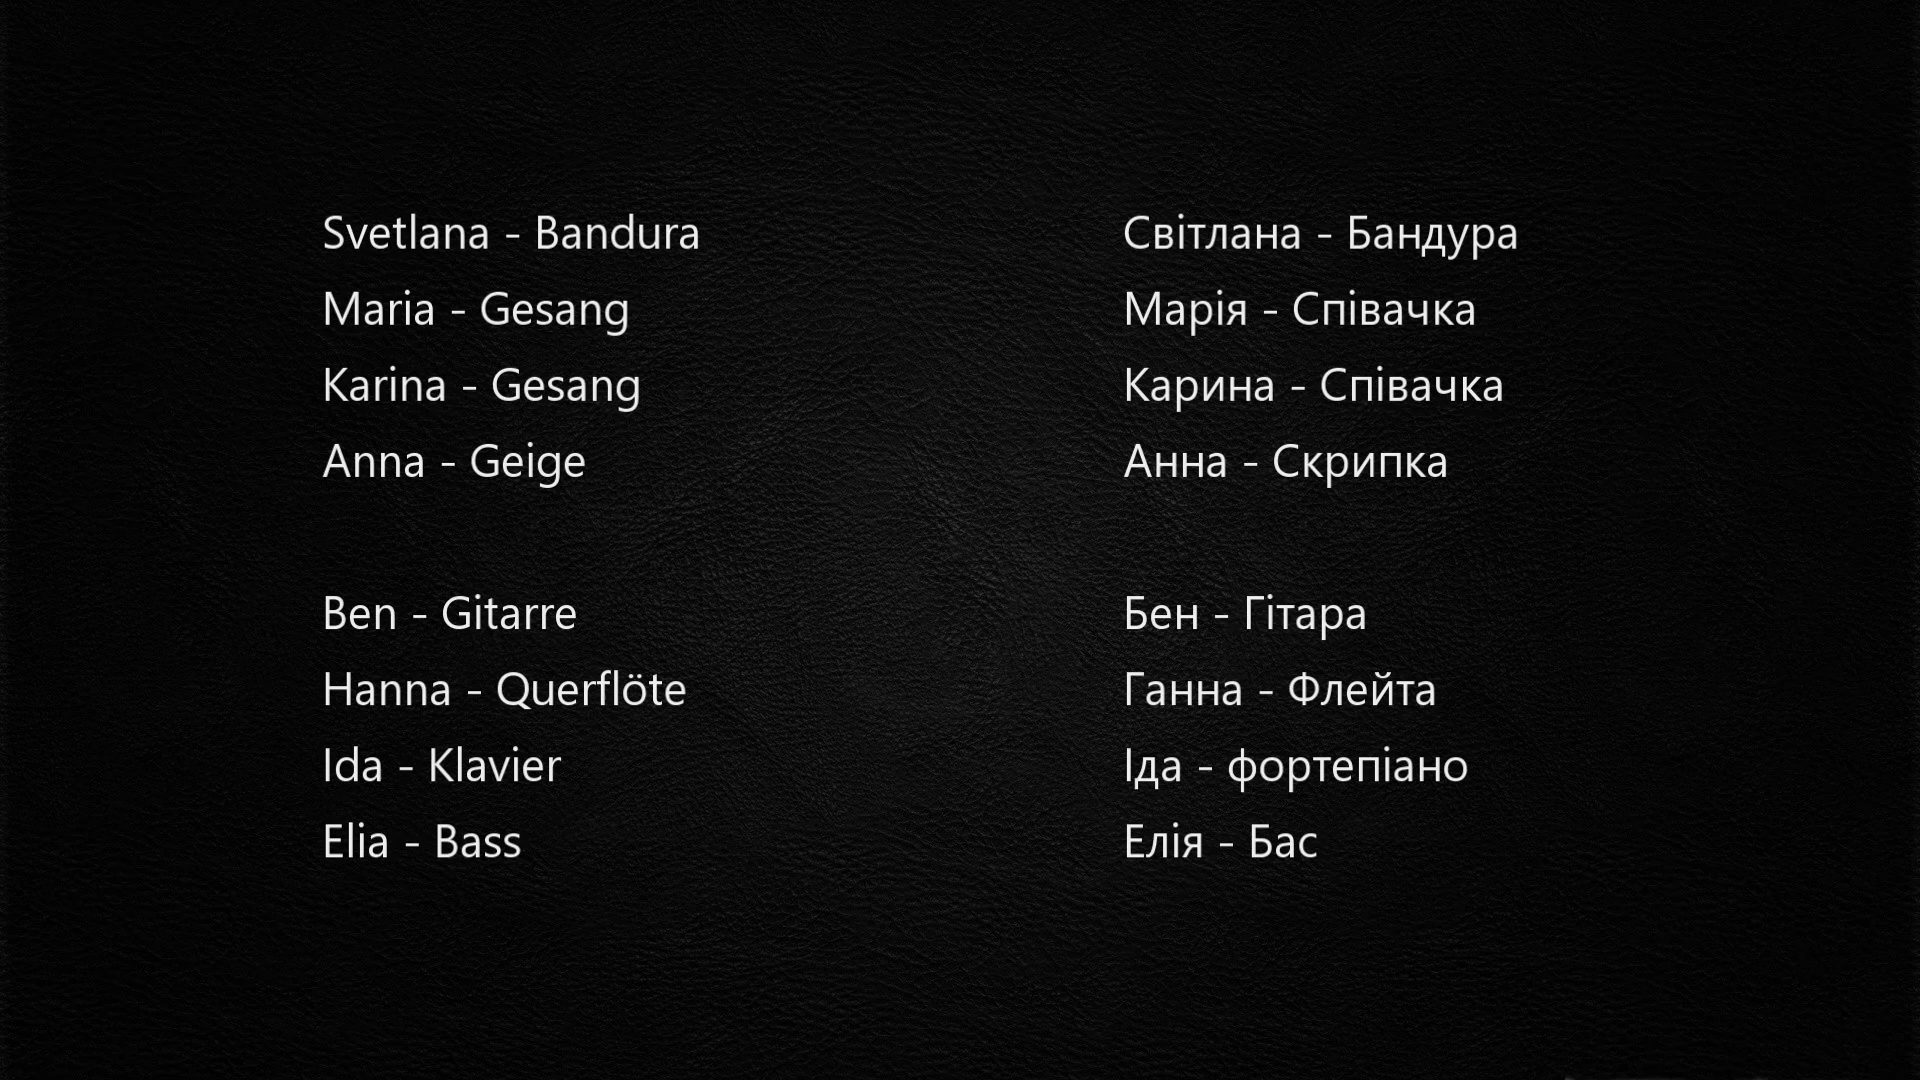 Svetlana - Bandura
Maria - Gesang
Karina - Gesang
Anna - Geige
Ben - Gitarre
Hanna - Querflöte
Ida - Klavier
Elia - Bass
Світлана - Бандура
Марія - Співачка
Карина - Співачка
Анна - Скрипка
Бен - Гітара
Ганна - Флейта
Іда - фортепіано
Елія - Бас